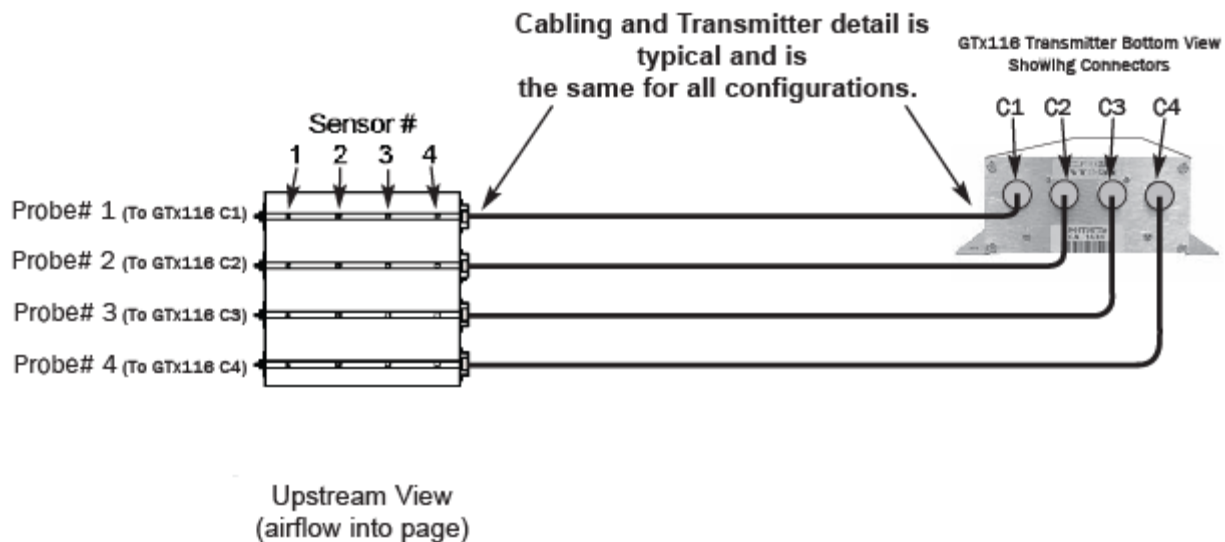 Cabling and Transmitter detail is
typical and is
the same for all configurations.
GTx116 Transmitter Bottom View
Showing Connectors
C1 C2 C3 C4
Sensor #
1 2 3 4
Probe# 1 (To GTx116 C1)
Probe# 2 (To GTx116 C2)
Probe# 3 (To GTx116 C3)
Probe# 4 (To GTx116 C4)
Upstream View
(airflow into page)